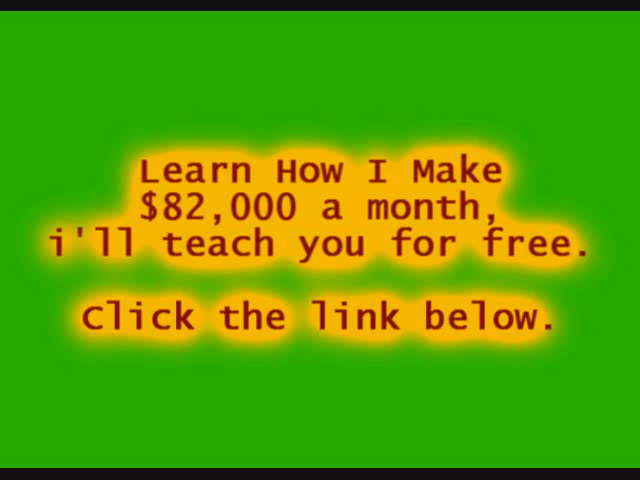 Learn How I Make
$82,000 a month,
i'll teach you for free.
Click the link below.